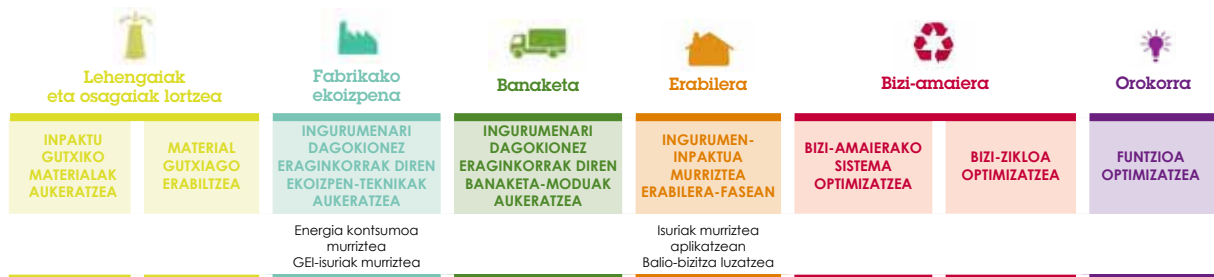 Lehengaiak
eta osagaiak lortzea
Fabrikako
ekoizpena
Banaketa
Erabilera
Bizi-amaiera
Orokorra
INPAKTU
GUTXIKO
MATERIALAK
AUKERATZEA
MATERIAL
GUTXIAGO
ERABILTZEA
INGURUMENARI
DAGOKIONEZ
ERAGINKORRAK DIREN
EKOIZPEN-TEKNIKAK
AUKERATZEA
INGURUMENARI
DAGOKIONEZ
ERAGINKORRAK DIREN
BANAKETA-MODUAK
AUKERATZEA
INGURUMEN-
INPAKTUA
MURRIZTEA
ERABILERA-FASEAN
BIZI-AMAIERAKO
SISTEMA
OPTIMIZATZEA
BIZI-ZIKLOA
OPTIMIZATZEA
FUNTZIOA
OPTIMIZATZEA
Energia kontsumoa
murriztea
GEI-isuriak murriztea
Isuriak murriztea
aplikatzean
Balio-bizitza luzatzea